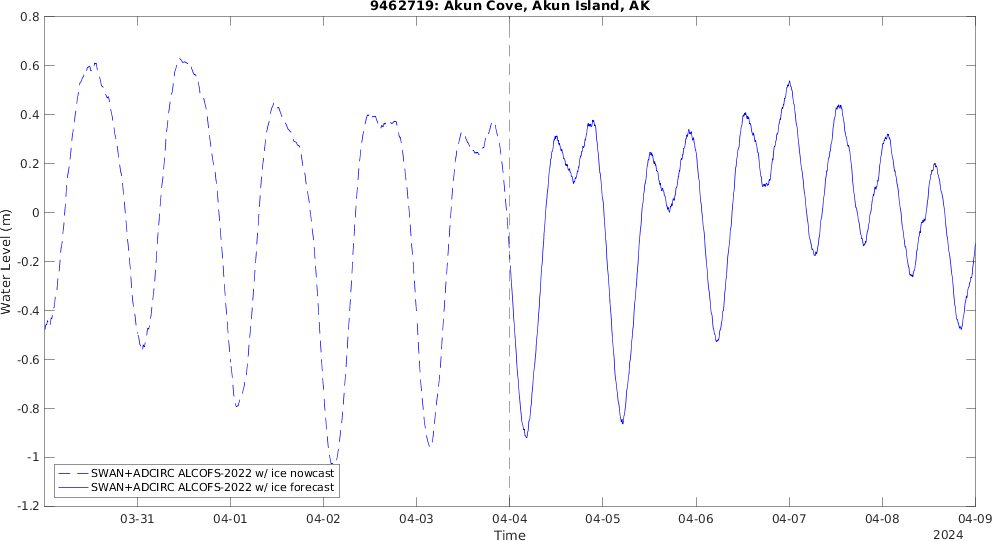 9462719: Akun Cove, Akun Island, AK
0.8
0.6
0.4
0.2
0
-0.2
-0.4
-0.6
-0.8
-1
-1.2
Water Level (m)
SWAN+ADCIRC ALCOFS-2022 w/ ice nowcast
SWAN+ADCIRC ALCOFS-2022 w/ ice forecast
03-31 04-01 04-02 04-03 04-04 04-05 04-06 04-07 04-08 04-09
Time
2024